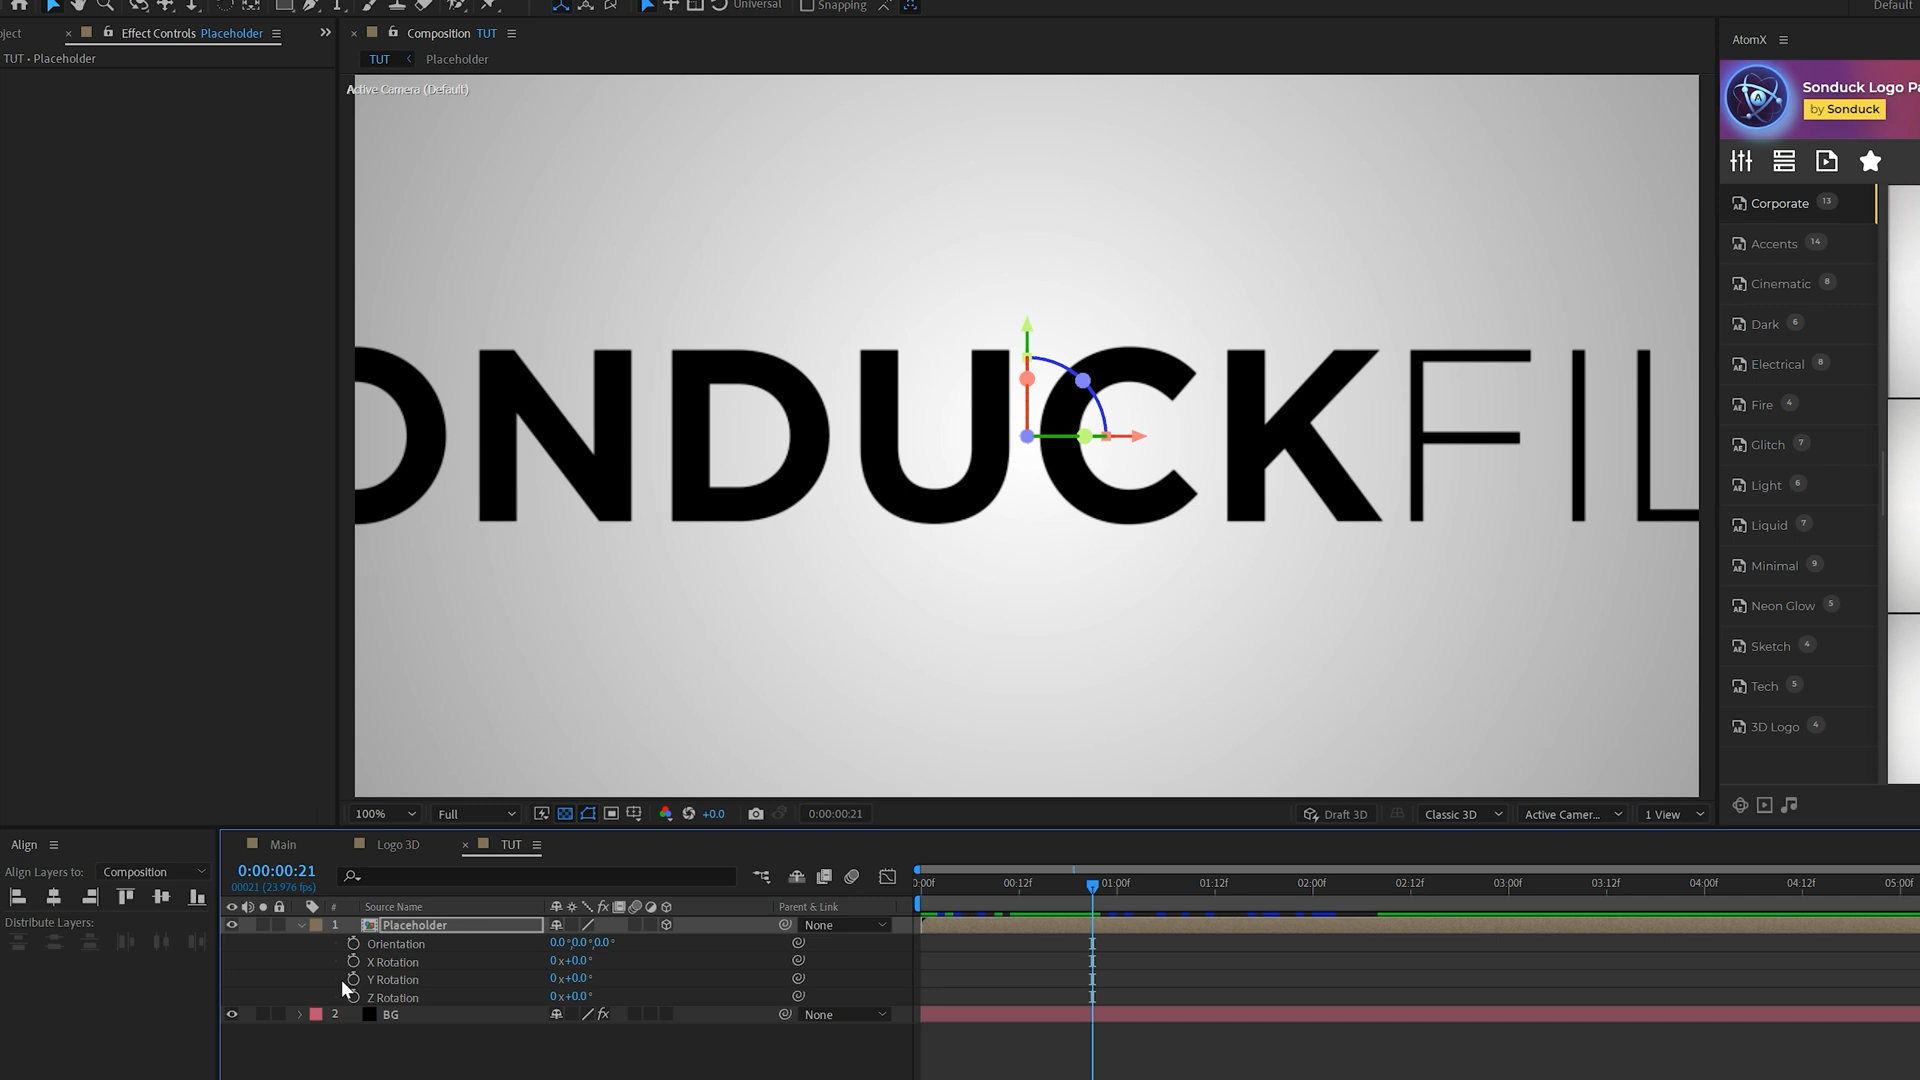 Universal
Snapping
Default
ject
Effect Controls Placeholder
Composition TUT
AtomX
TUT • Placeholder
TUT
Placeholder
Active Camera (Default)
ONDUCKFIL
Sonduck Logo Pa
by Sonduck
Corporate 13
Accents 14
Cinematic 8
Dark 6
Electrical 8
Fire 4
Glitch 7
Light 6
Liquid 7
Minimal 9
Neon Glow 5
Sketch 4
Tech 5
3D Logo 4
100%
Full
+0.0
0:00:00:21
Draft 3D
Classic 3D
Active Camer...
1 View
Align
Main
Logo 3D
TUT
Align Layers to: Composition
Distribute Layers:
0:00:00:21
00021 (23.976 fps)
:00f 00:12f 01:00f 01:12f 02:00f 02:12f 03:00f 03:12f 04:00f 04:12f 05:00f
# Source Name fx Parent & Link
1 Placeholder None
Orientation 0.0°,0.0°,0.0°
X Rotation 0x+0.0°
Y Rotation 0x+0.0°
Z Rotation 0x+0.0°
2 BG fx None